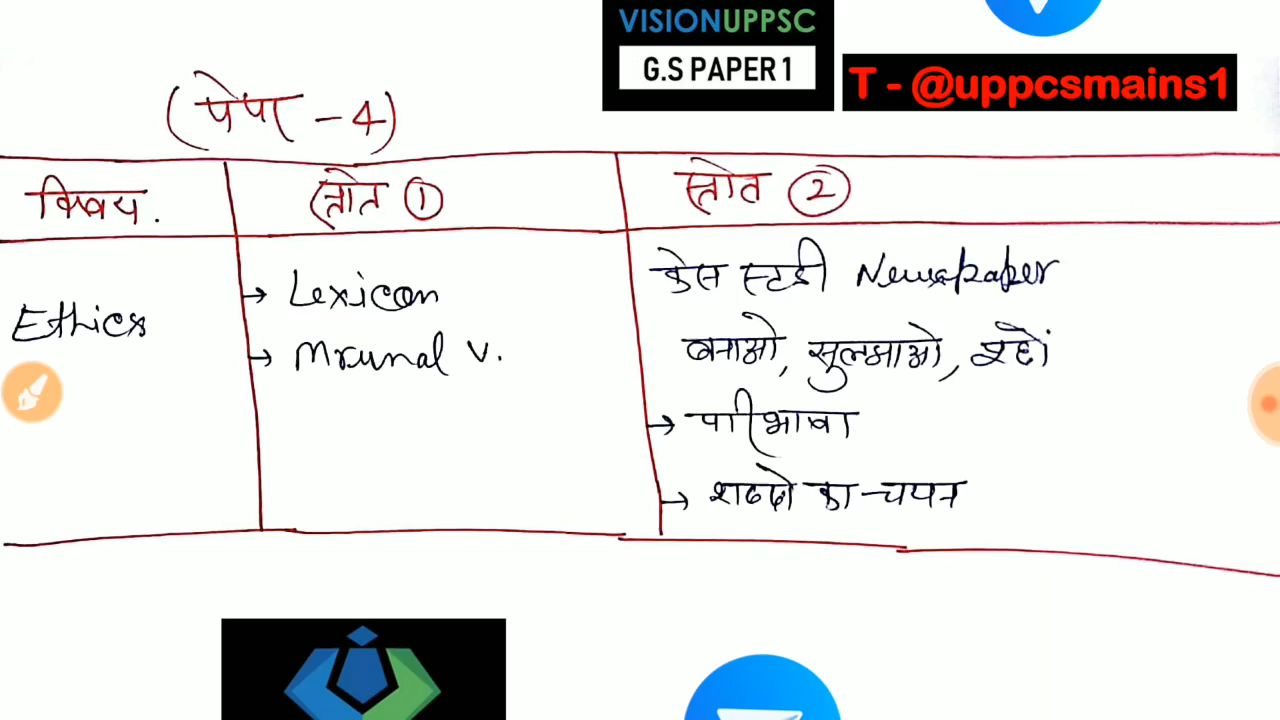 VISIONUPPSC
G.S PAPER 1
T - @uppcsmains1
(पेपर - 4)
विषय.
स्त्रोत ①
स्त्रोत ②
Ethics
→ Lexicon
→ Mrunal V.
केस स्टडी Newspaper
बनाओ, सुलझाओ,
→ परिभाषा
→ शब्दो का चयन